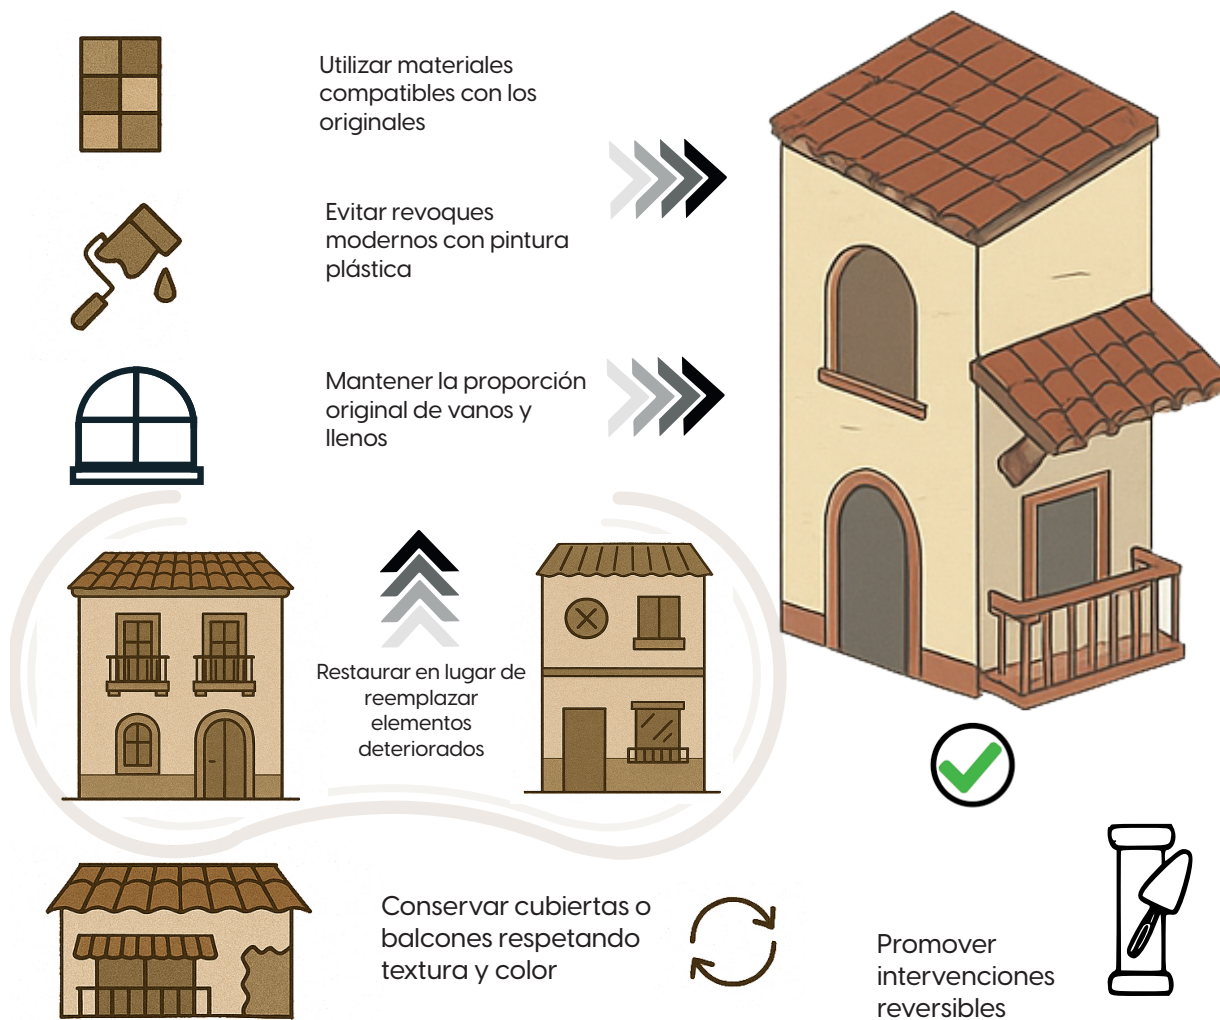 Utilizar materiales
compatibles con los
originales
Evitar revoques
modernos con pintura
plástica
Mantener la proporción
original de vanos y
llenos
Restaurar en lugar de
reemplazar
elementos
deteriorados
Conservar cubiertas o
balcones respetando
textura y color
Promover
intervenciones
reversibles